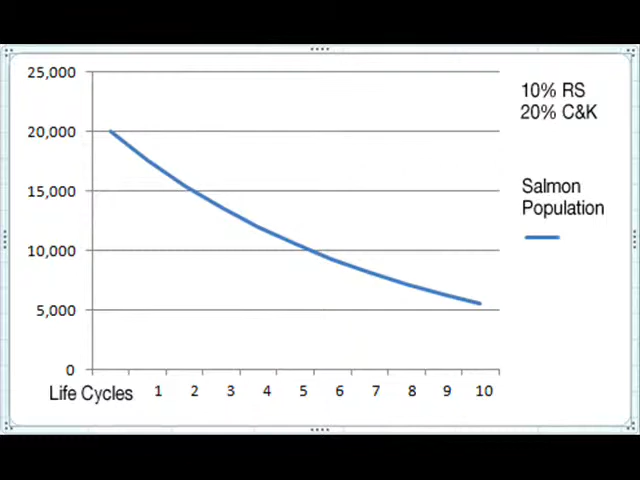 25,000
20,000
15,000
10,000
5,000
0
Life Cycles 1 2 3 4 5 6 7 8 9 10
10% RS
20% C&K
Salmon
Population